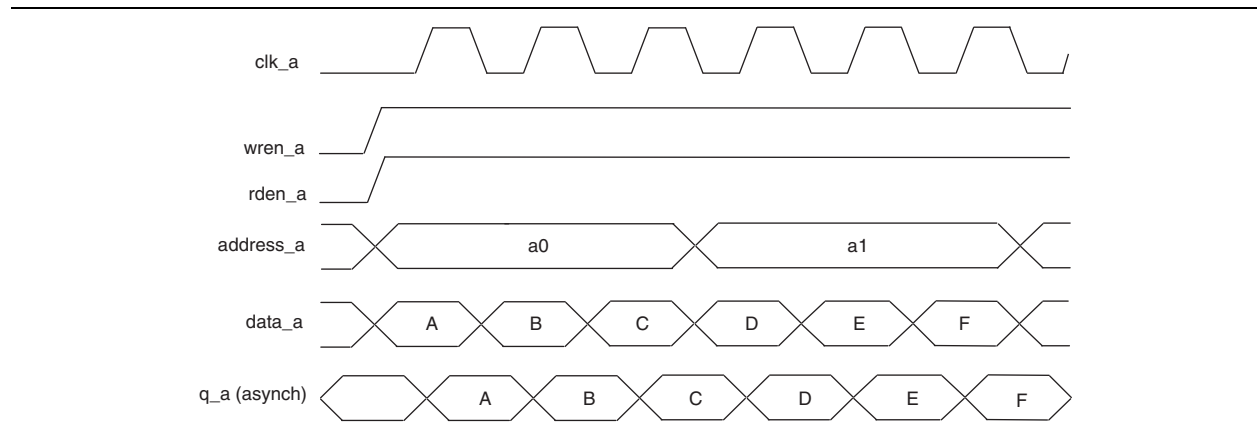 clk_a
wren_a
rden_a
address_a a0 a1
data_a A B C D E F
q_a (asynch) A B C D E F